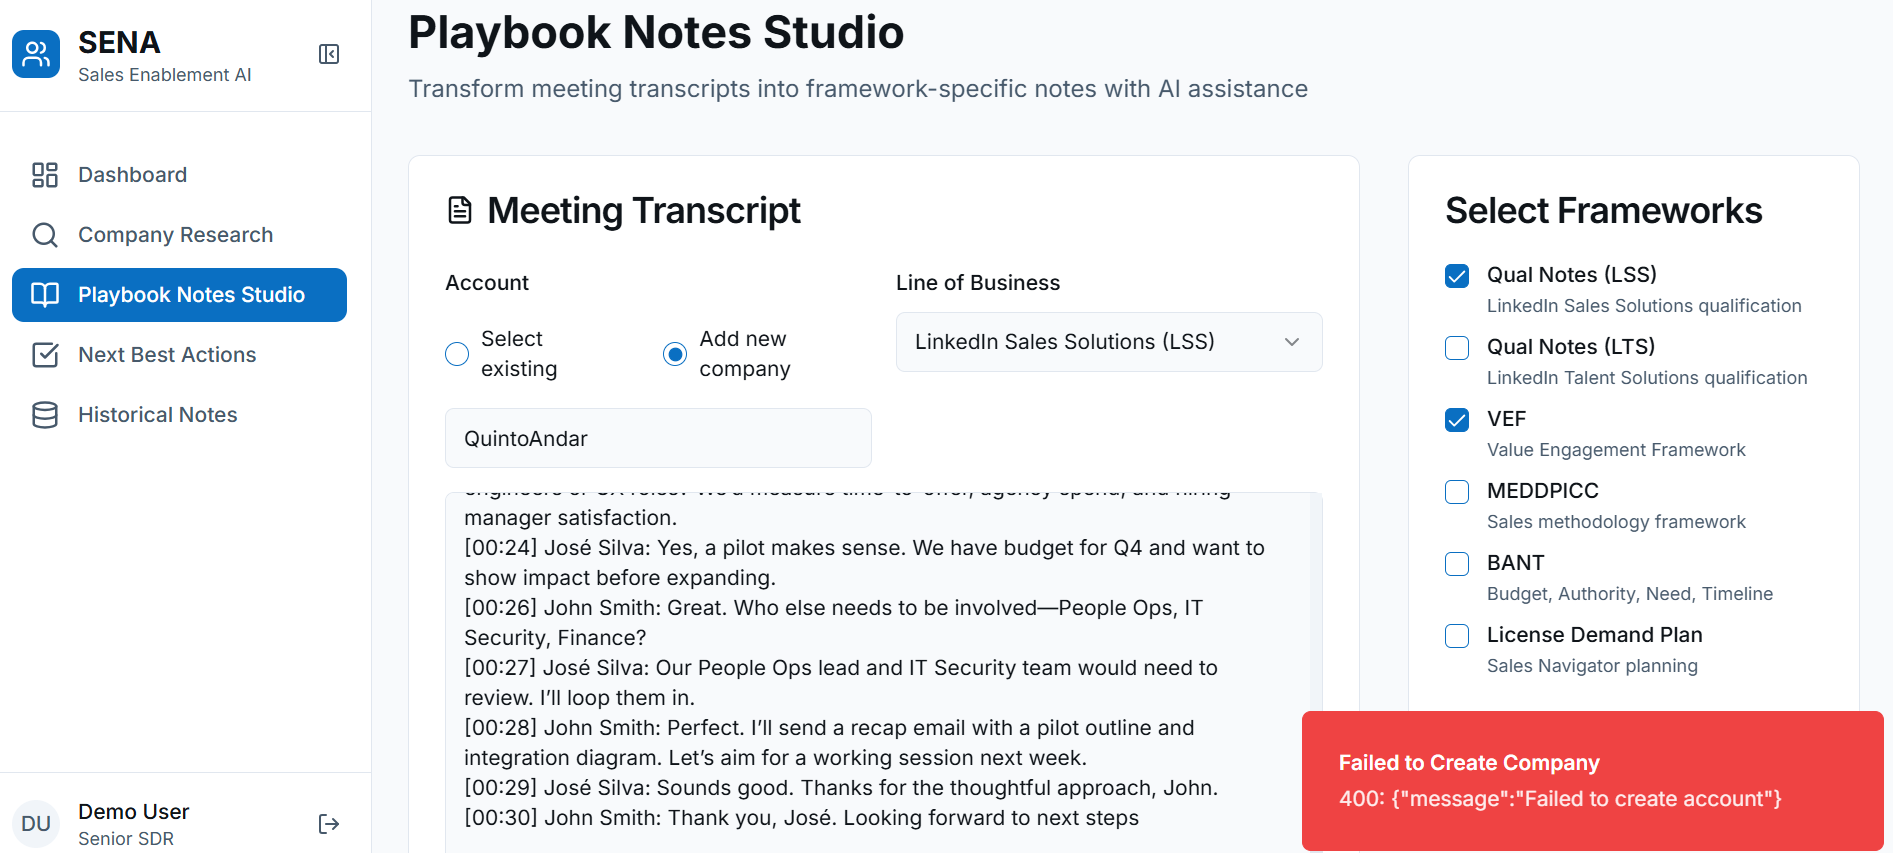 SENA
Sales Enablement AI
Dashboard
Company Research
Playbook Notes Studio
Next Best Actions
Historical Notes
DU
Demo User
Senior SDR
Playbook Notes Studio
Transform meeting transcripts into framework-specific notes with AI assistance
Meeting Transcript
Account
Select
existing
Add new
company
Line of Business
LinkedIn Sales Solutions (LSS)
QuintoAndar
manager satisfaction.
[00:24] José Silva: Yes, a pilot makes sense. We have budget for Q4 and want to
show impact before expanding.
[00:26] John Smith: Great. Who else needs to be involved—People Ops, IT
Security, Finance?
[00:27] José Silva: Our People Ops lead and IT Security team would need to
review. I’ll loop them in.
[00:28] John Smith: Perfect. I’ll send a recap email with a pilot outline and
integration diagram. Let’s aim for a working session next week.
[00:29] José Silva: Sounds good. Thanks for the thoughtful approach, John.
[00:30] John Smith: Thank you, José. Looking forward to next steps
Select Frameworks
Qual Notes (LSS)
LinkedIn Sales Solutions qualification
Qual Notes (LTS)
LinkedIn Talent Solutions qualification
VEF
Value Engagement Framework
MEDDPICC
Sales methodology framework
BANT
Budget, Authority, Need, Timeline
License Demand Plan
Sales Navigator planning
Failed to Create Company
400: {"message":"Failed to create account"}